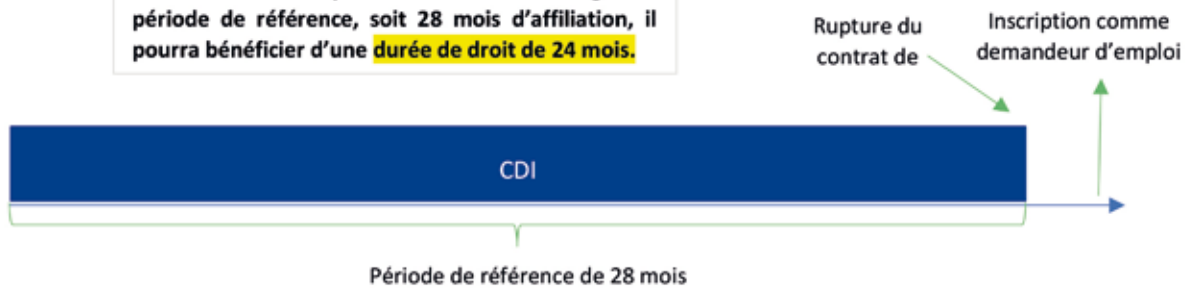 période de référence, soit 28 mois d’affiliation, il
pourra bénéficier d’une durée de droit de 24 mois.
Rupture du
contrat de
Inscription comme
demandeur d’emploi
CDI
Période de référence de 28 mois